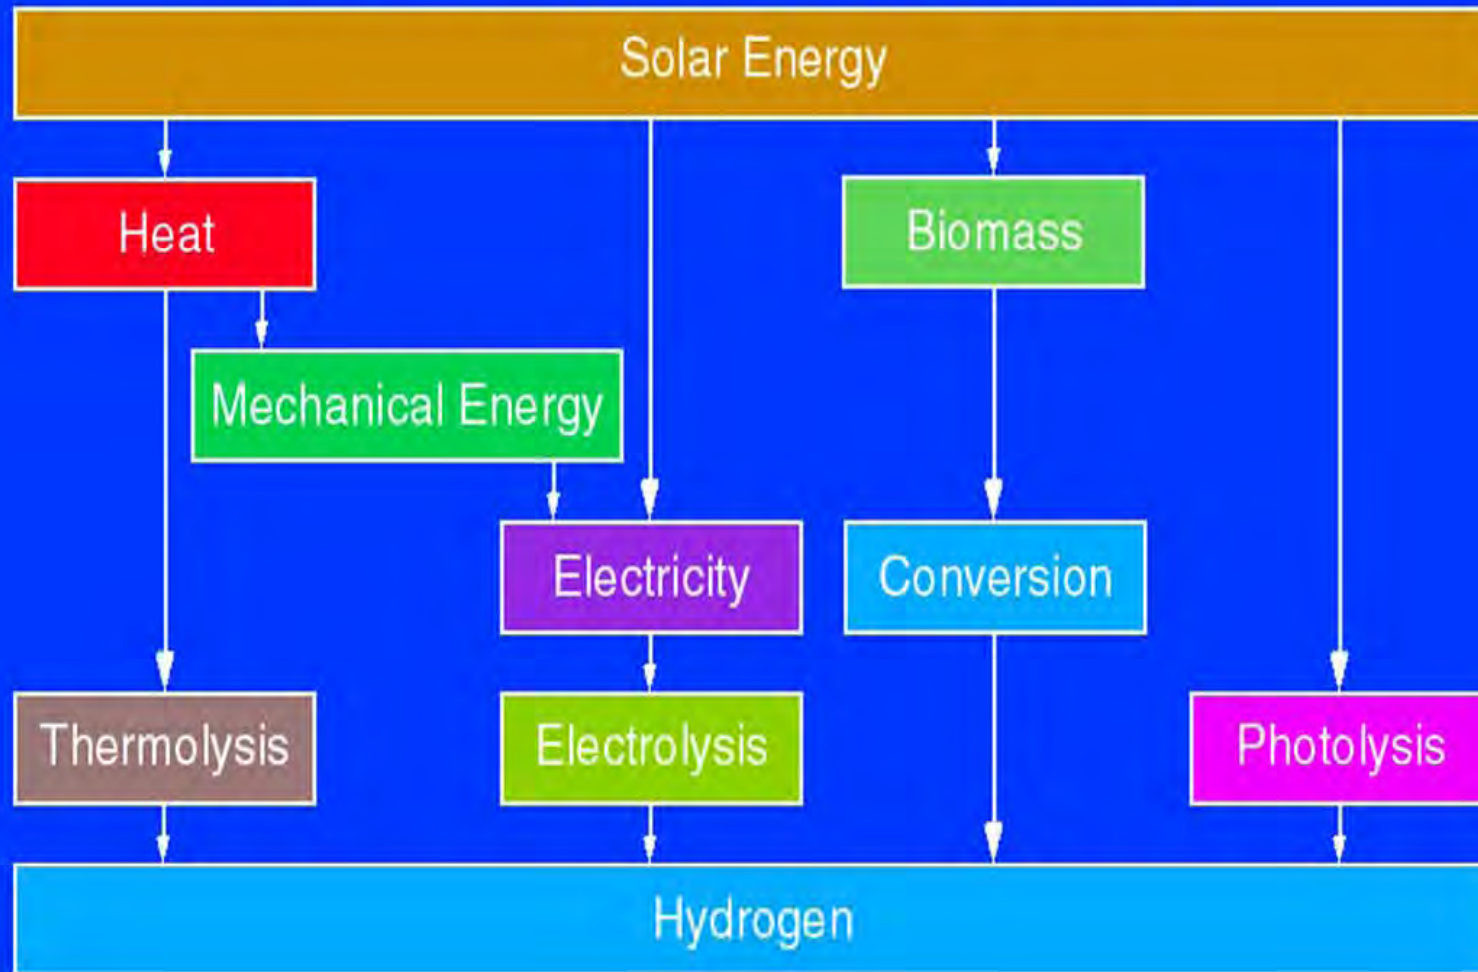 Solar Energy
Heat
Biomass
Mechanical Energy
Electricity
Conversion
Thermolysis
Electrolysis
Photolysis
Hydrogen